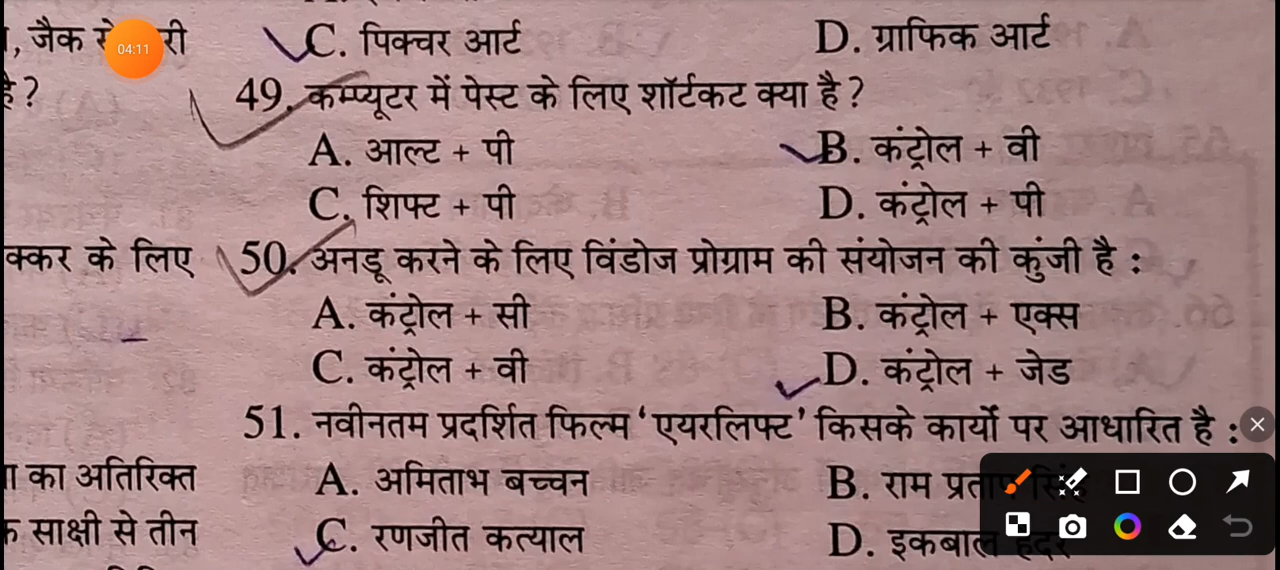 , जैक से री
C. पिक्चर आर्ट
D. ग्राफिक आर्ट
04:11
है ?
49. कम्प्यूटर में पेस्ट के लिए शॉर्टकट क्या है ?
A. आल्ट + पी
B. कंट्रोल + वी
C. शिफ्ट + पी
D. कंट्रोल + पी
क्कर के लिए
50. अनडू करने के लिए विंडोज प्रोग्राम की संयोजन की कुंजी है :
A. कंट्रोल + सी
B. कंट्रोल + एक्स
C. कंट्रोल + वी
D. कंट्रोल + जेड
51. नवीनतम प्रदर्शित फिल्म ‘एयरलिफ्ट’ किसके कार्यों पर आधारित है :
ा का अतिरिक्त
A. अमिताभ बच्चन
B. राम प्रताप सिंह
साक्षी से तीन
C. रणजीत कत्याल
D. इकबाल